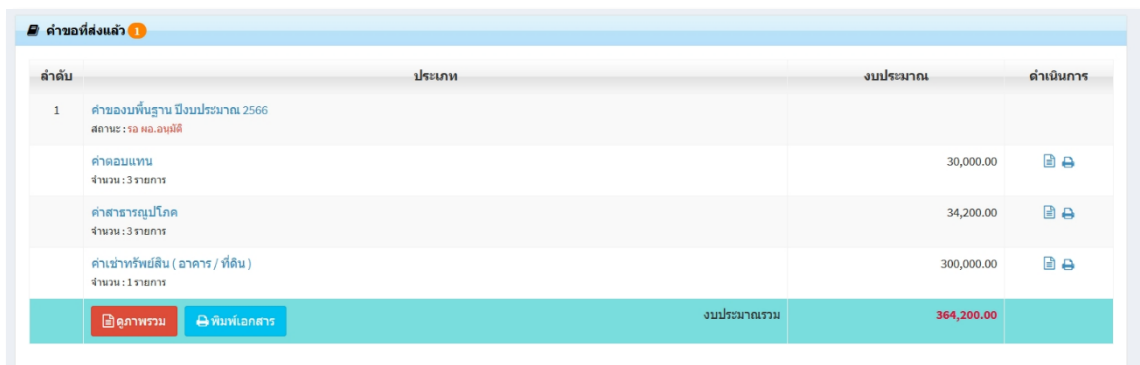 คำขอที่ส่งแล้ว 1
ลำดับ ประเภท งบประมาณ ดำเนินการ
1 คำของบพื้นฐาน ปีงบประมาณ 2566
สถานะ : รอ ผอ.อนุมัติ
ค่าตอบแทน 30,000.00
จำนวน : 3 รายการ
ค่าสาธารณูปโภค 34,200.00
จำนวน : 3 รายการ
ค่าเช่าทรัพย์สิน ( อาคาร / ที่ดิน ) 300,000.00
จำนวน : 1 รายการ
ดูภาพรวม พิมพ์เอกสาร งบประมาณรวม 364,200.00